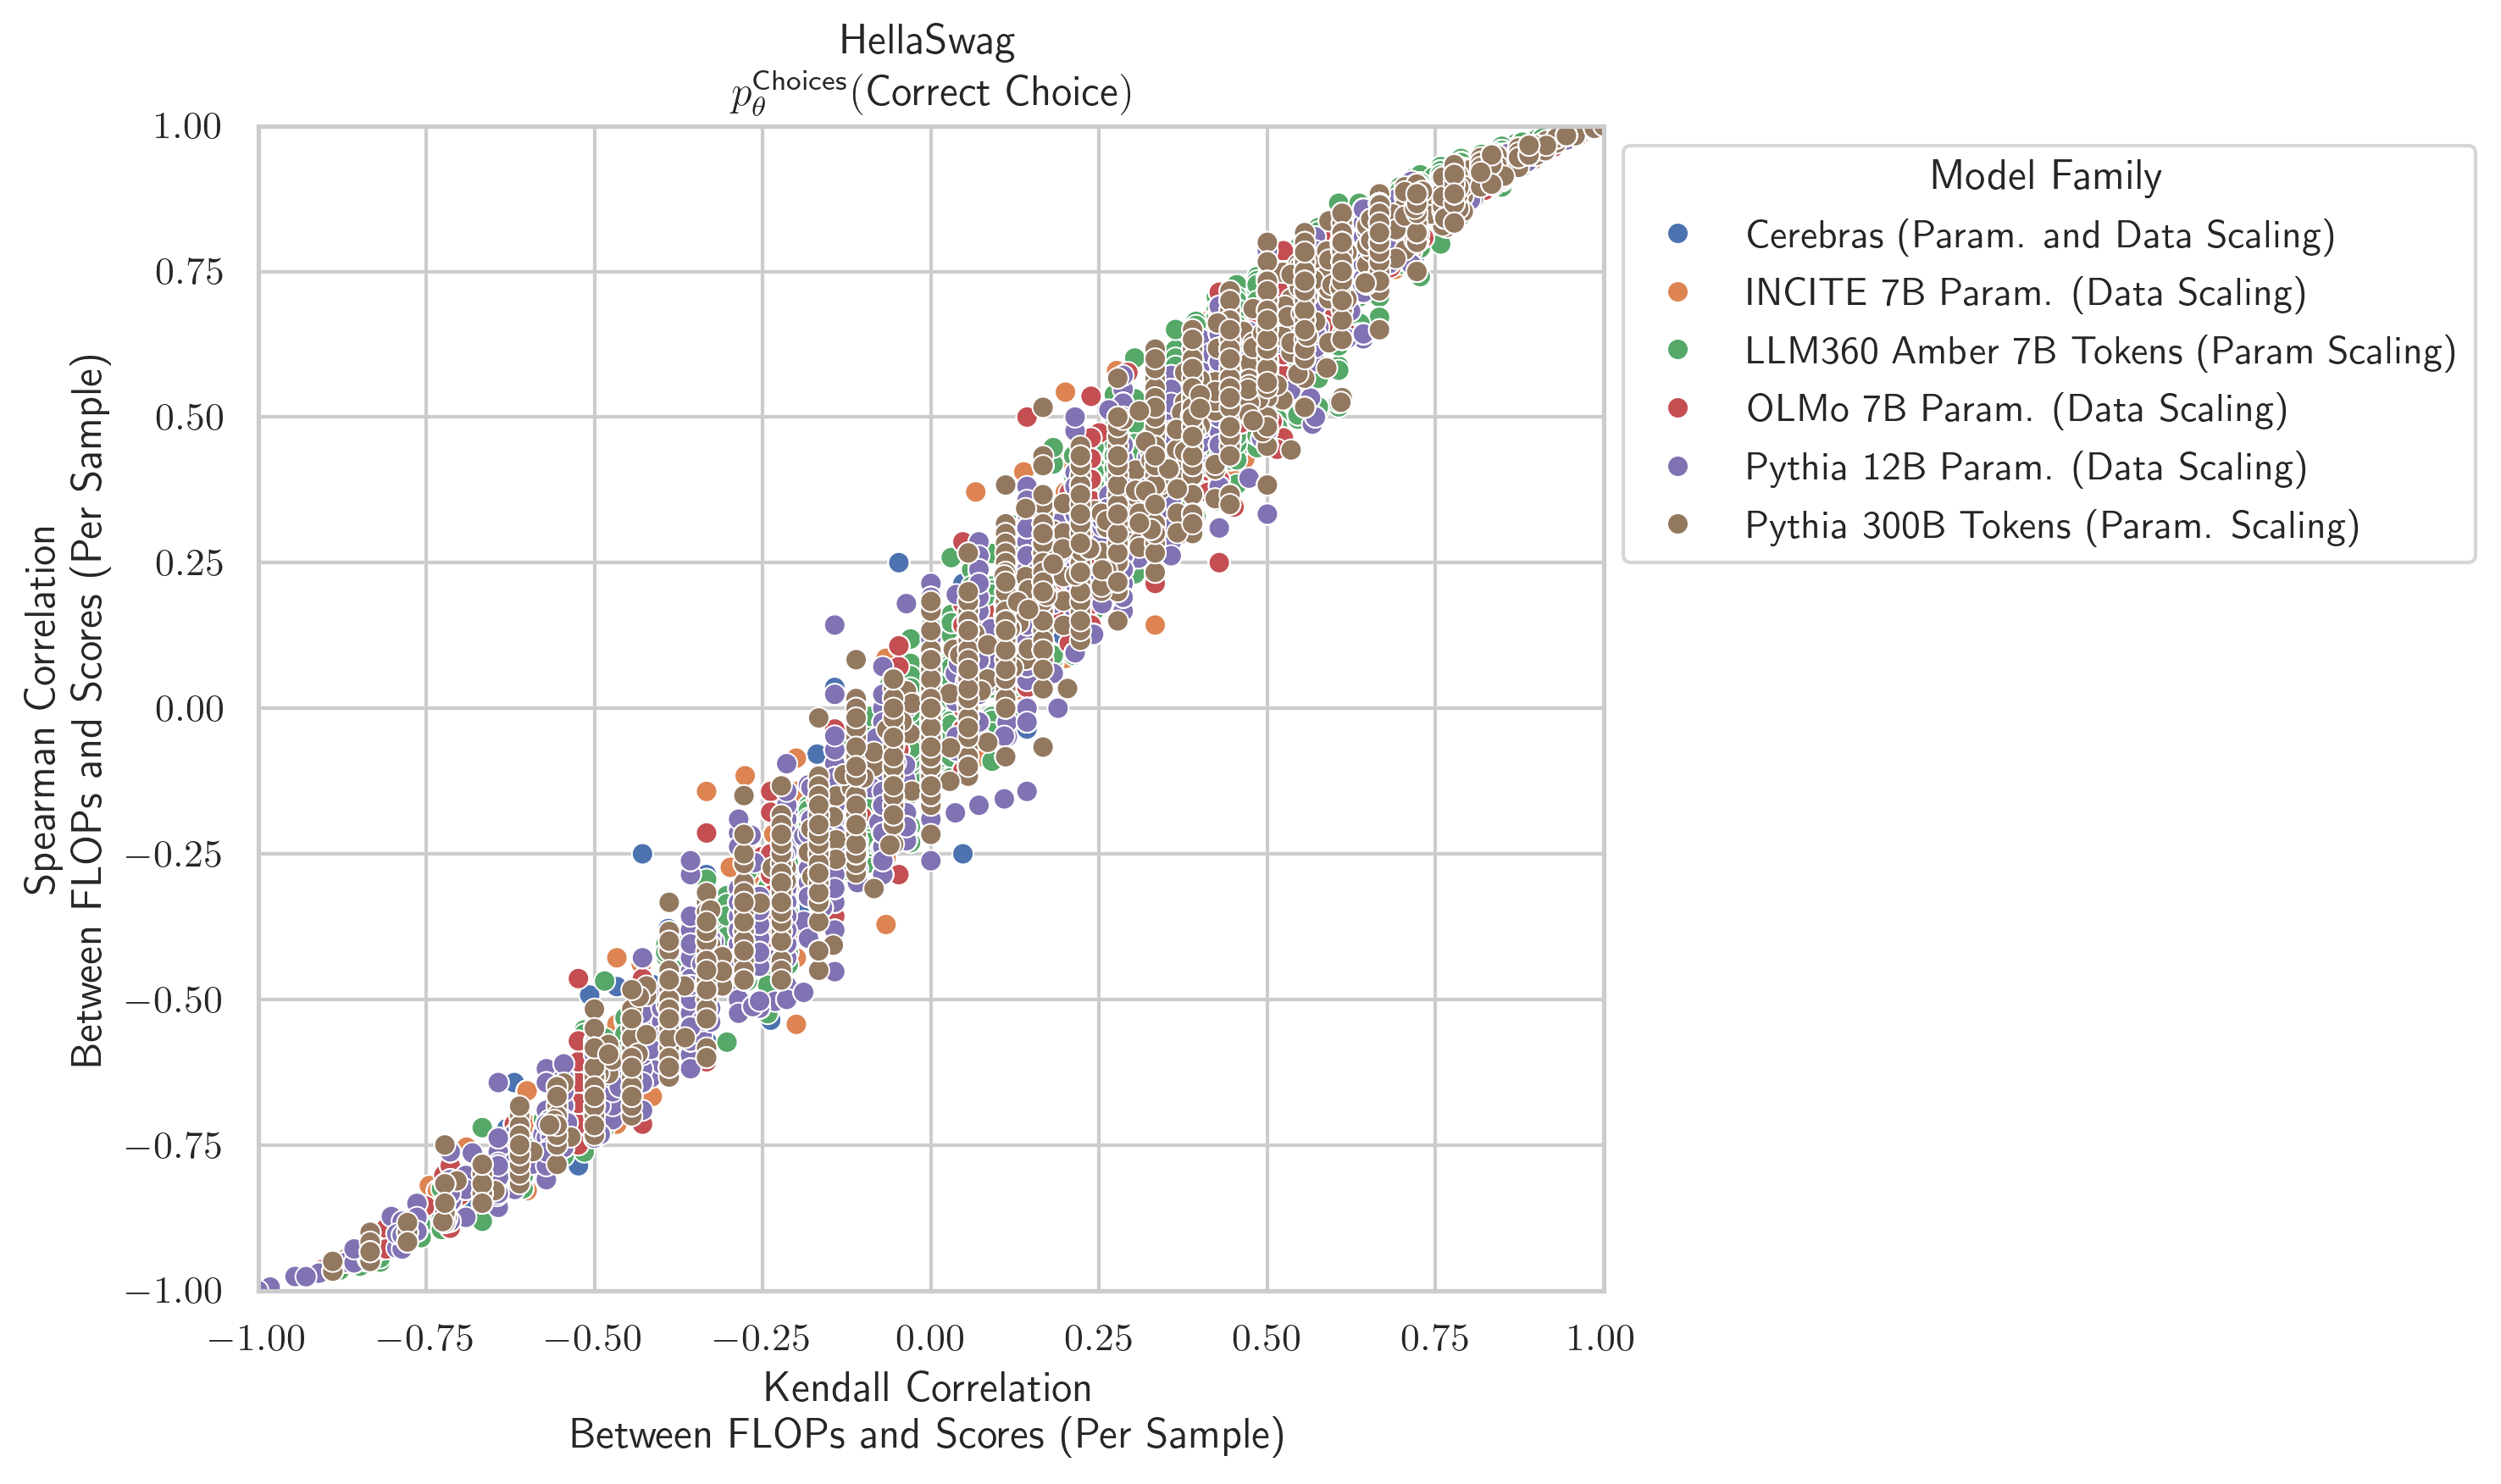 HellaSwag
p_θ^Choices(Correct Choice)
1.00
0.75
0.50
0.25
0.00
−0.25
−0.50
−0.75
−1.00
Spearman Correlation
Between FLOPs and Scores (Per Sample)
−1.00
−0.75
−0.50
−0.25
0.00
0.25
0.50
0.75
1.00
Kendall Correlation
Between FLOPs and Scores (Per Sample)
Model Family
Cerebras (Param. and Data Scaling)
INCITE 7B Param. (Data Scaling)
LLM360 Amber 7B Tokens (Param Scaling)
OLMo 7B Param. (Data Scaling)
Pythia 12B Param. (Data Scaling)
Pythia 300B Tokens (Param. Scaling)